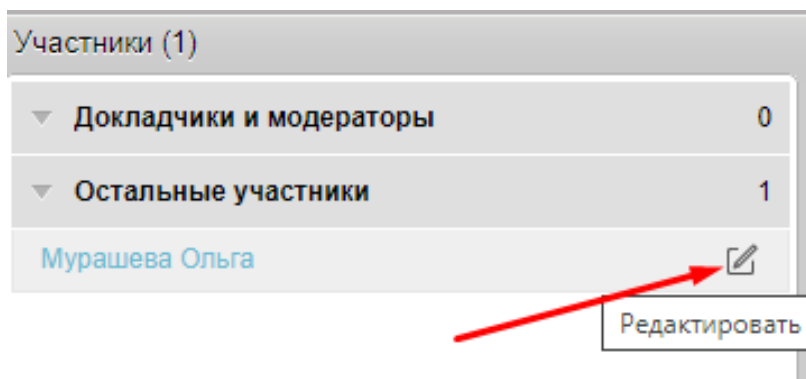 Участники (1)
Докладчики и модераторы 0
Остальные участники 1
Мурашева Ольга
Редактировать